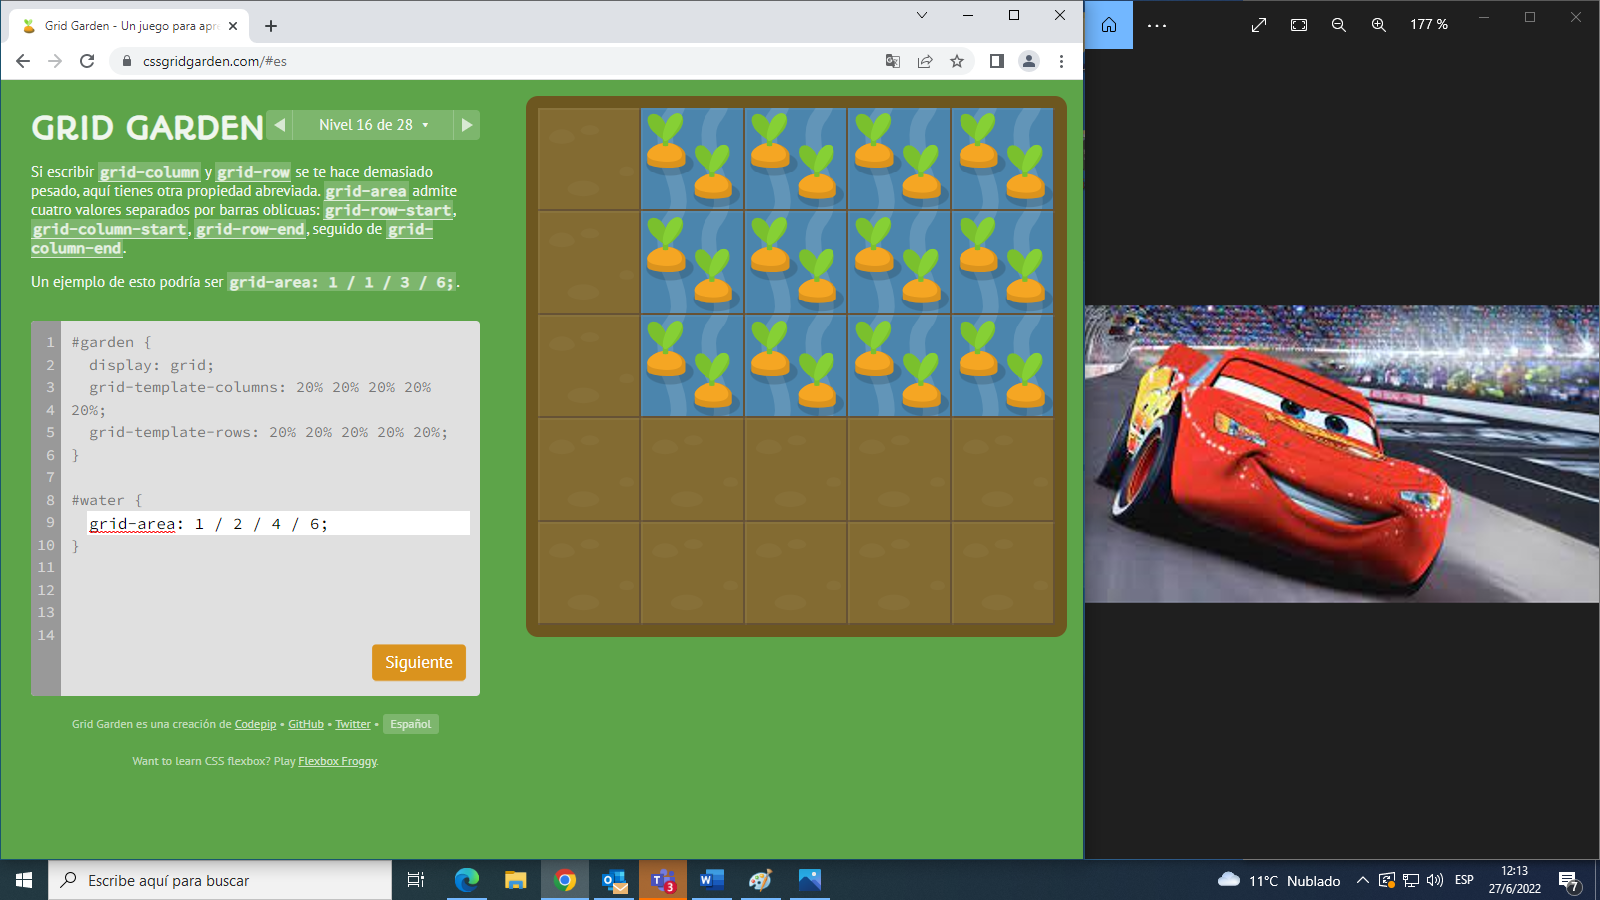 Grid Garden - Un juego para apre
cssgridgarden.com/#es
177 %
GRID GARDEN
Nivel 16 de 28
Si escribir grid-column y grid-row se te hace demasiado
pesado, aquí tienes otra propiedad abreviada. grid-area admite
cuatro valores separados por barras oblicuas: grid-row-start,
grid-column-start, grid-row-end, seguido de grid-
column-end.
Un ejemplo de esto podría ser grid-area: 1 / 1 / 3 / 6;.
1 #garden {
2 display: grid;
3 grid-template-columns: 20% 20% 20% 20%
4 20%;
5 grid-template-rows: 20% 20% 20% 20% 20%;
6 }
7
8 #water {
9 grid-area: 1 / 2 / 4 / 6;
10 }
11
12
13
14
Siguiente
Grid Garden es una creación de Codepip • GitHub • Twitter • Español
Want to learn CSS flexbox? Play Flexbox Froggy.
Escribe aquí para buscar
3
11°C Nublado
ESP
12:13
27/6/2022
7